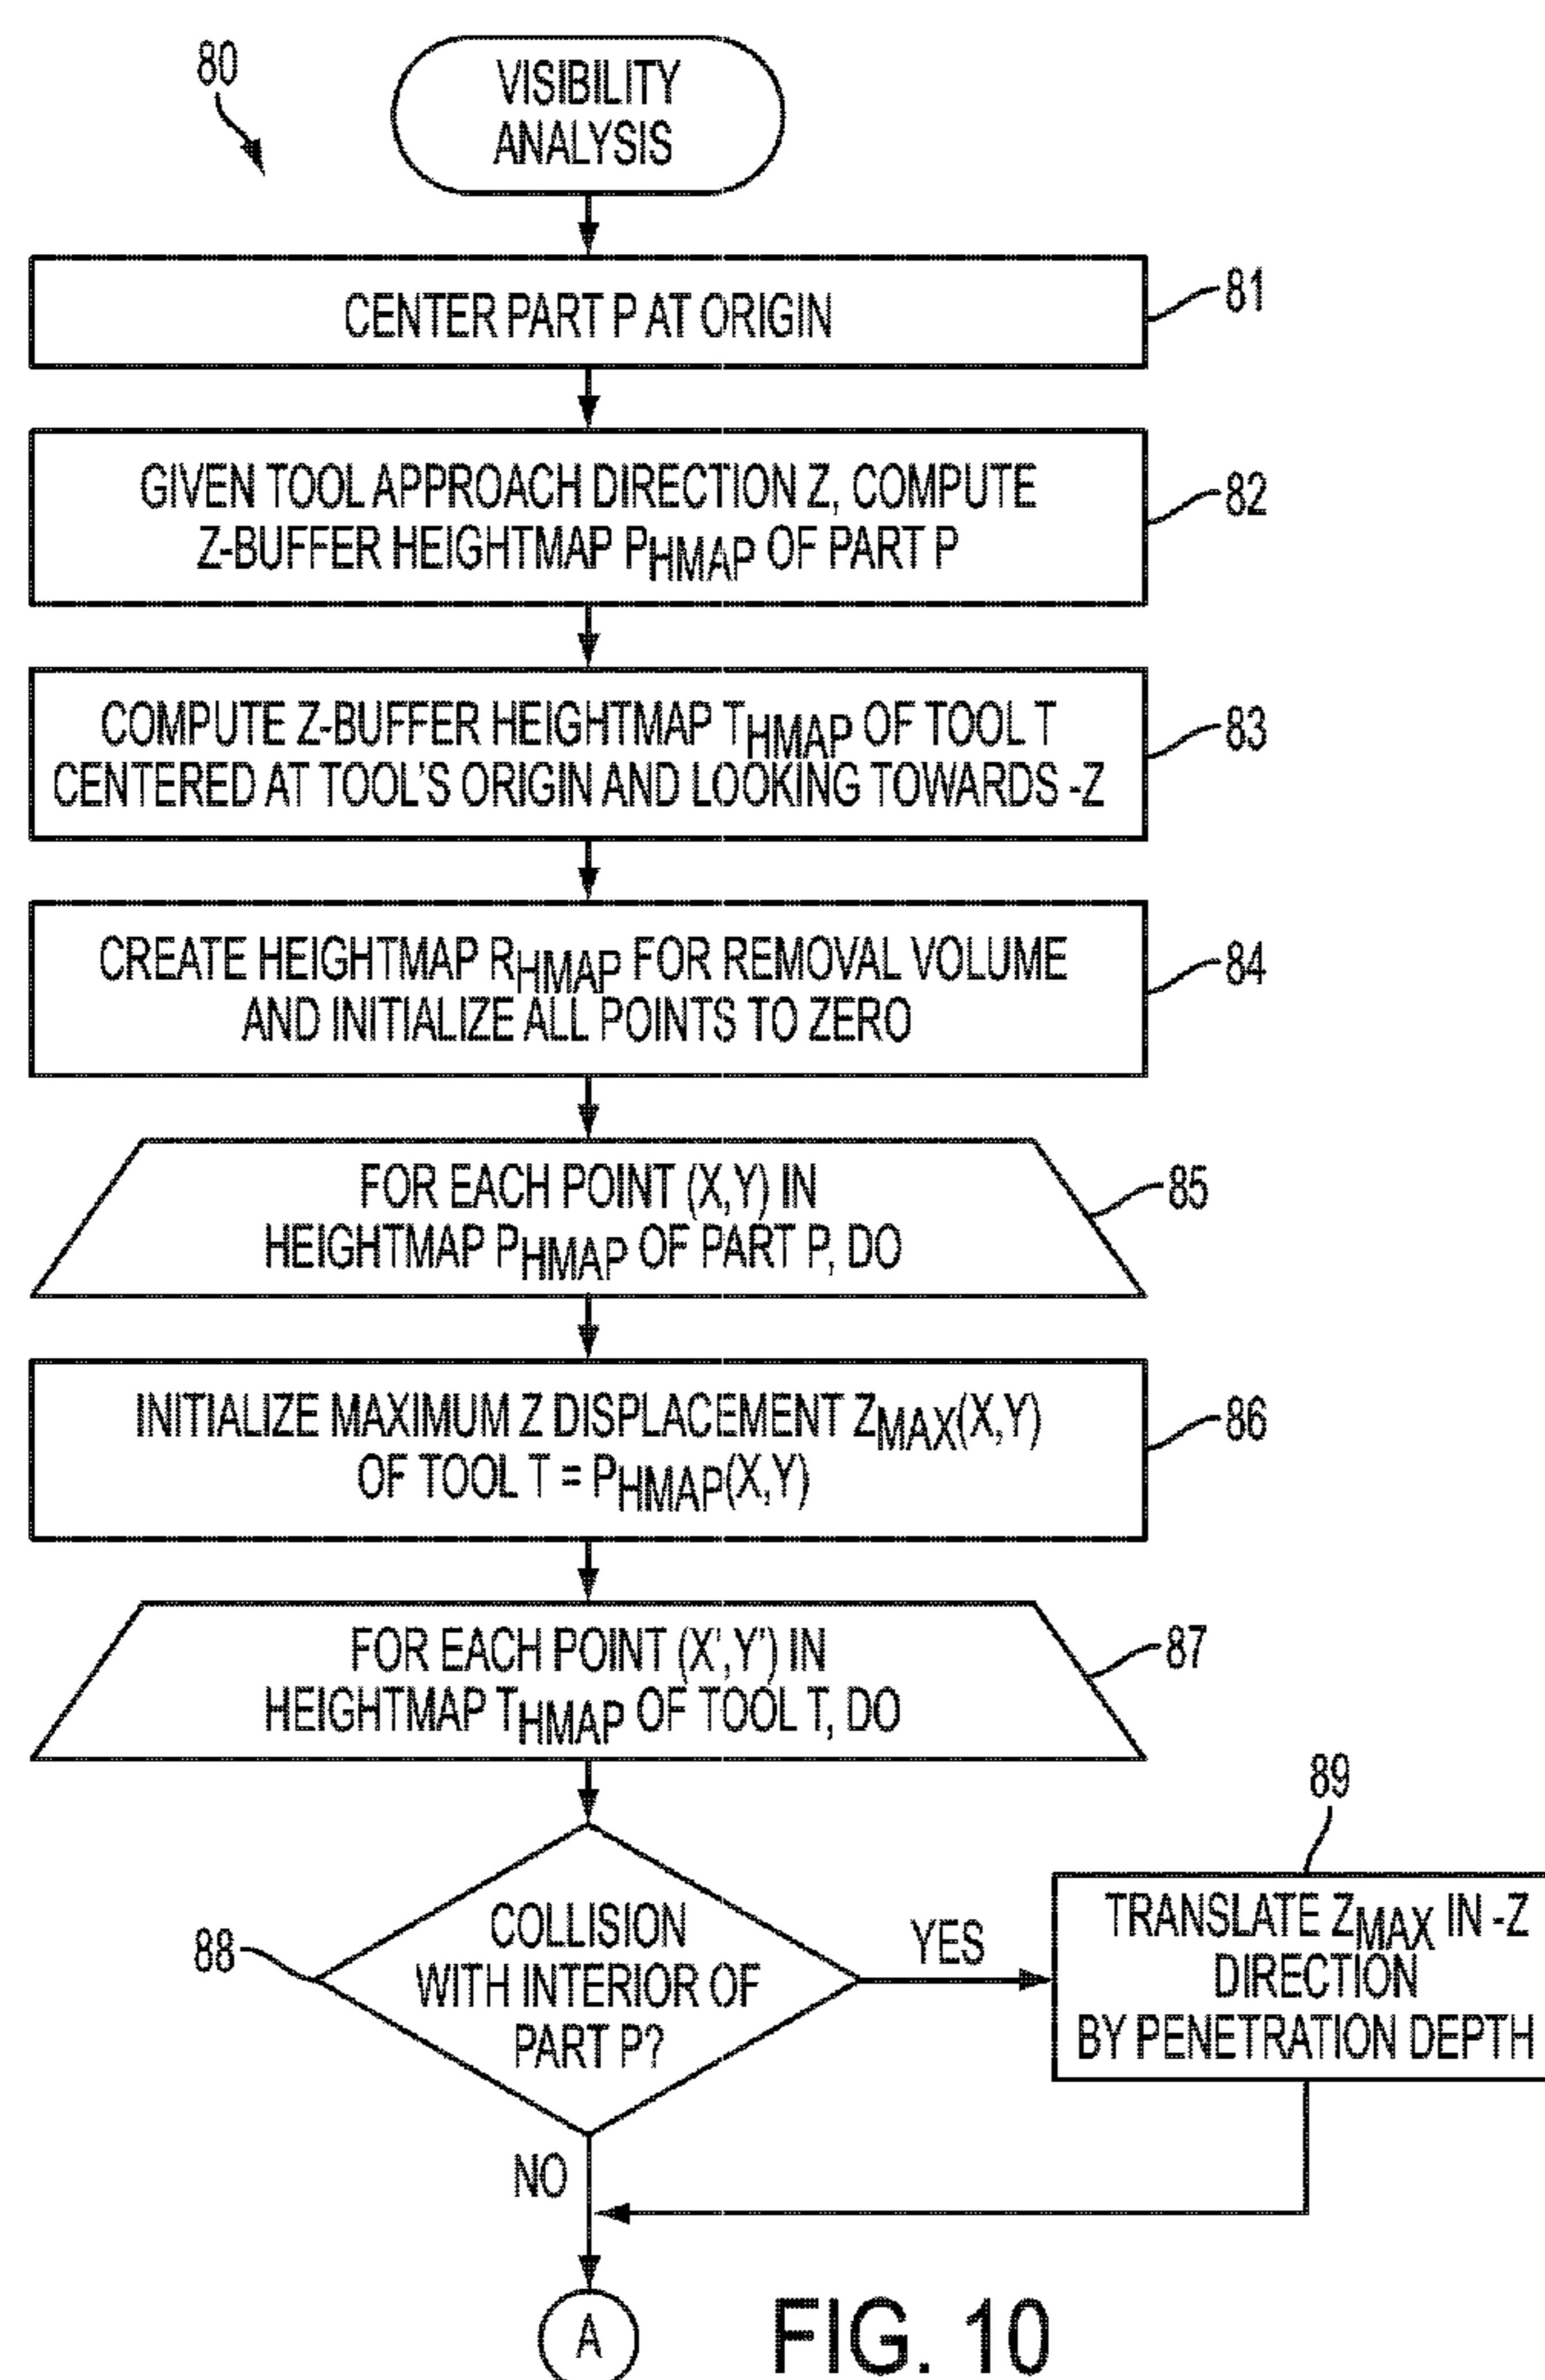 80
VISIBILITY
ANALYSIS
CENTER PART P AT ORIGIN
81
GIVEN TOOL APPROACH DIRECTION Z, COMPUTE
Z-BUFFER HEIGHTMAP PHMAP OF PART P
82
COMPUTE Z-BUFFER HEIGHTMAP THMAP OF TOOL T
CENTERED AT TOOL'S ORIGIN AND LOOKING TOWARDS -Z
83
CREATE HEIGHTMAP RHMAP FOR REMOVAL VOLUME
AND INITIALIZE ALL POINTS TO ZERO
84
FOR EACH POINT (X,Y) IN
HEIGHTMAP PHMAP OF PART P, DO
85
INITIALIZE MAXIMUM Z DISPLACEMENT ZMAX(X,Y)
OF TOOL T = PHMAP(X,Y)
86
FOR EACH POINT (X',Y') IN
HEIGHTMAP THMAP OF TOOL T, DO
87
88
COLLISION
WITH INTERIOR OF
PART P?
YES
89
TRANSLATE ZMAX IN -Z
DIRECTION
BY PENETRATION DEPTH
NO
A
FIG. 10